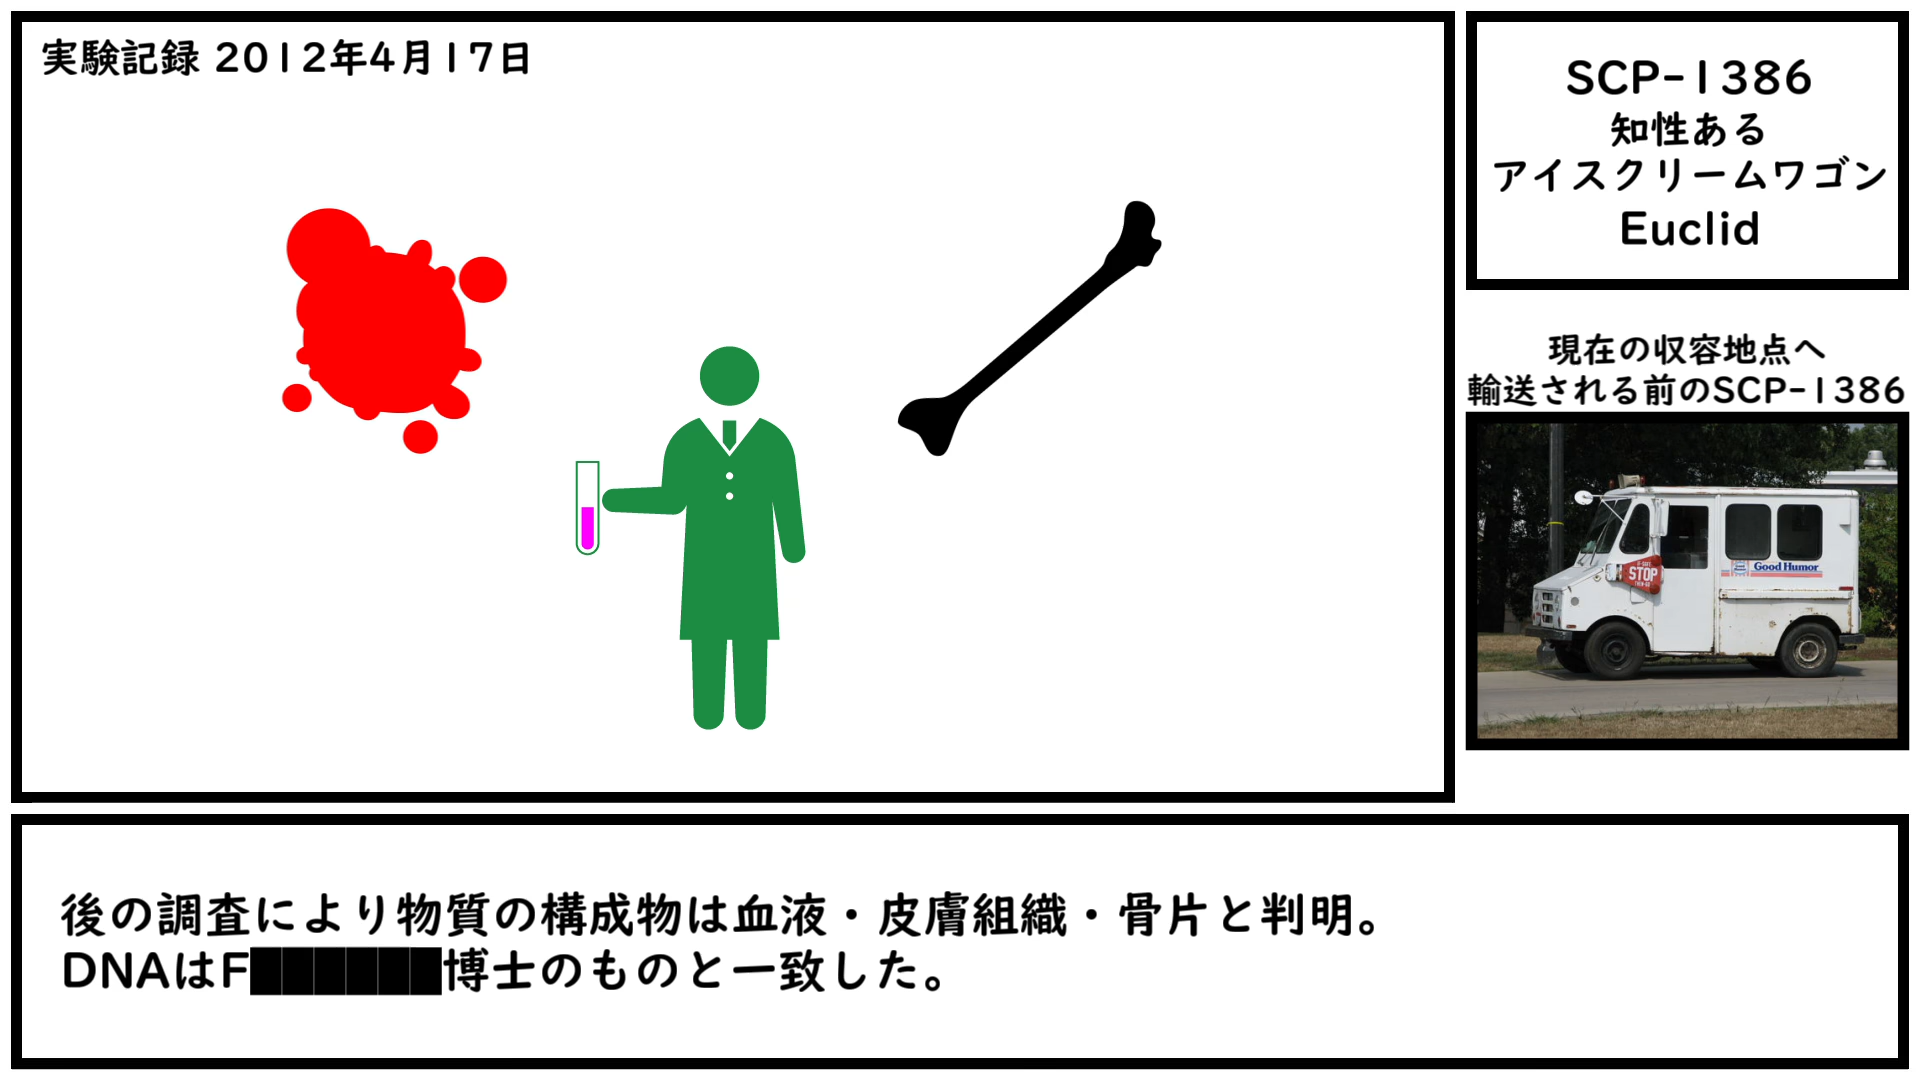 実験記録 2012年4月17日
SCP-1386
知性ある
アイスクリームワゴン
Euclid
現在の収容地点へ
輸送される前のSCP-1386
STOP
Good Humor
後の調査により物質の構成物は血液・皮膚組織・骨片と判明。
DNAはF██████博士のものと一致した。